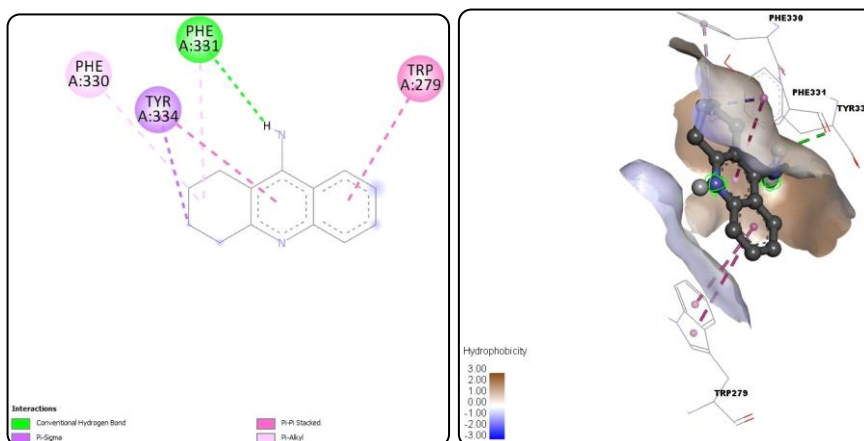 PHE
A:331
PHE
A:330
TRP
A:279
TYR
A:334
H
N
N
Interactions
Conventional Hydrogen Bond
Pi-Sigma
Pi-Pi Stacked
Pi-Alkyl
PHE330
PHE331
TYR33
Hydrophobicity
3.00
2.00
1.00
0.00
-1.00
-2.00
-3.00
TRP279